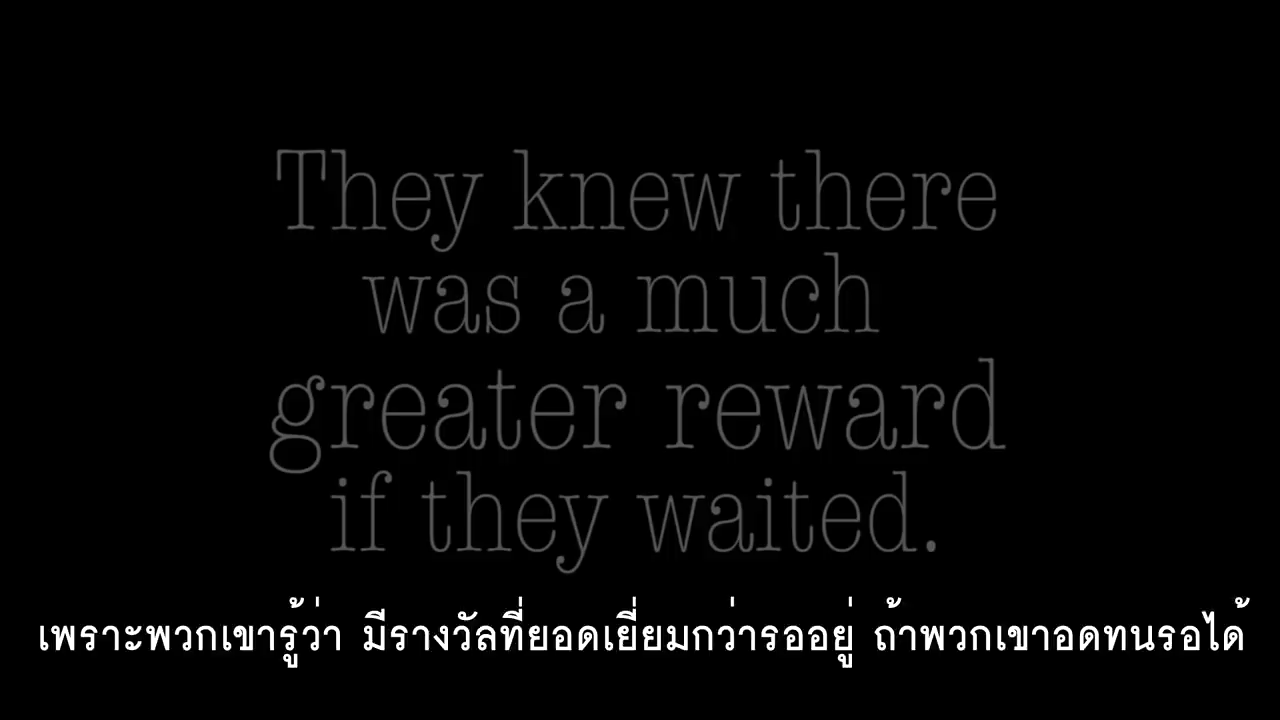 They knew there
was a much
greater reward
if they waited.
เพราะพวกเขารู้ว่า มีรางวัลที่ยอดเยี่ยมกว่ารออยู่ ถ้าพวกเขาอดทนรอได้